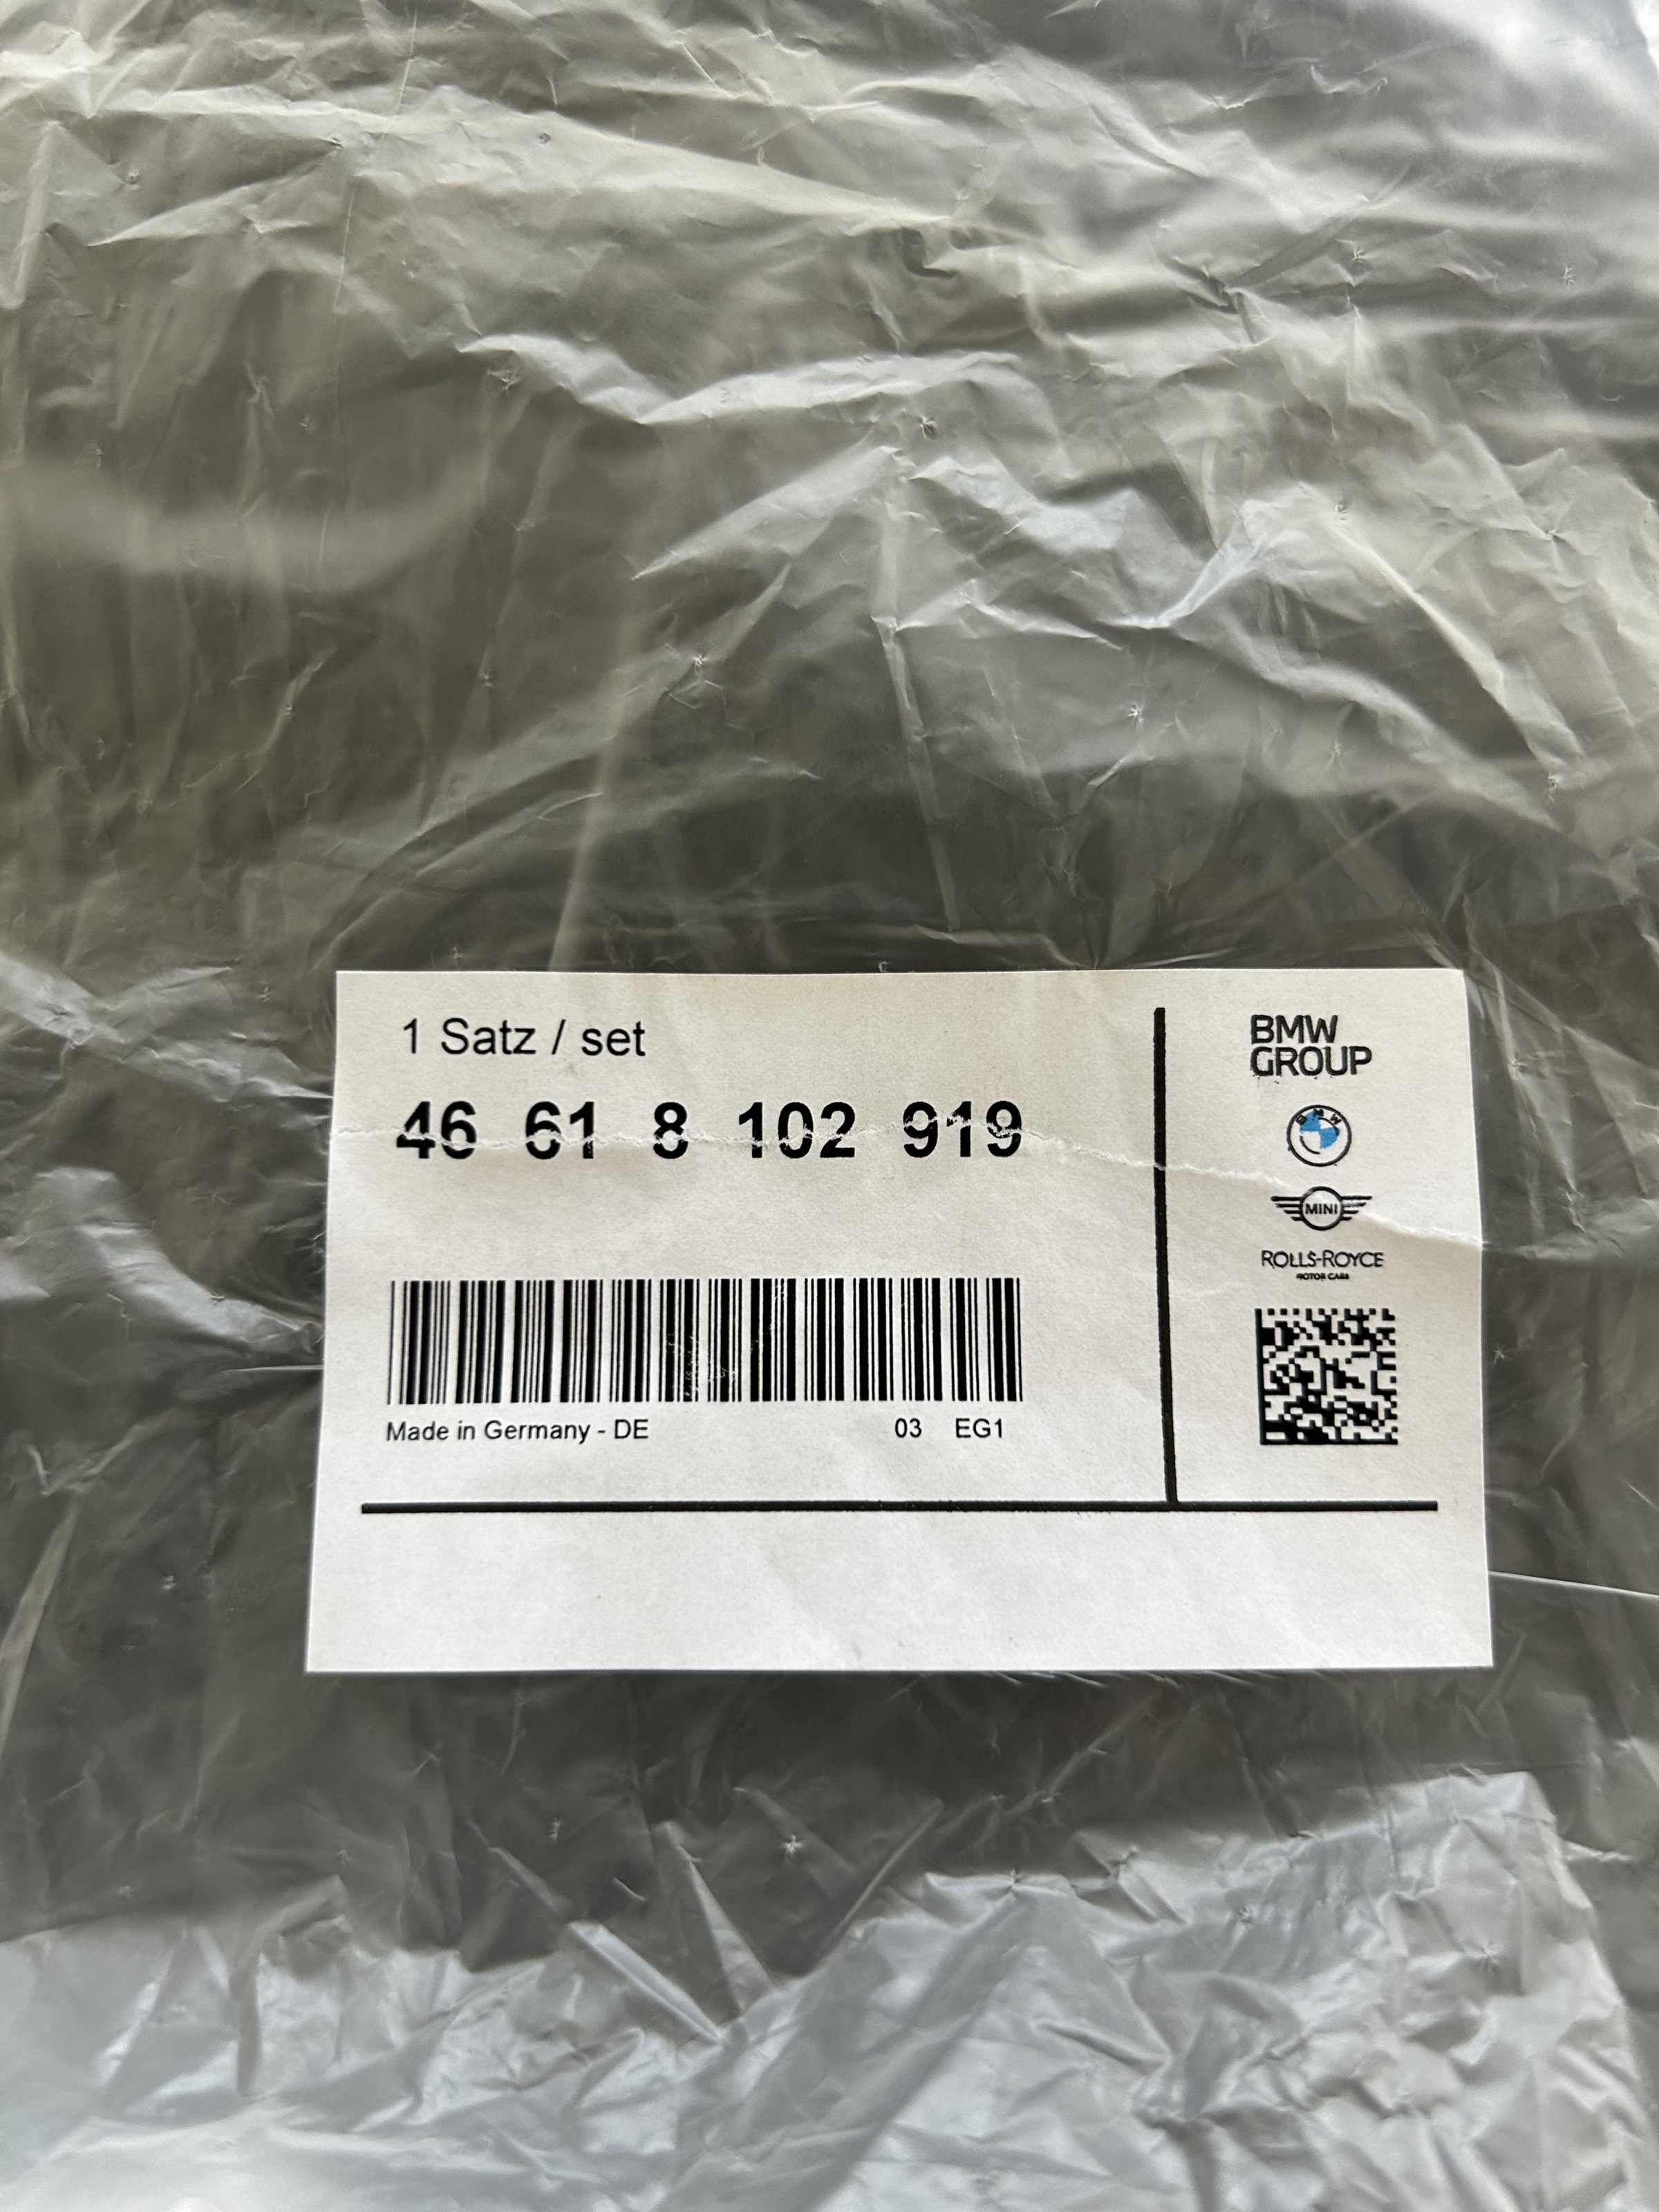 1 Satz / set
46 61 8 102 919
Made in Germany - DE 03 EG1
BMW
GROUP
BMW
MINI
ROLLS-ROYCE
MOTOR CARS